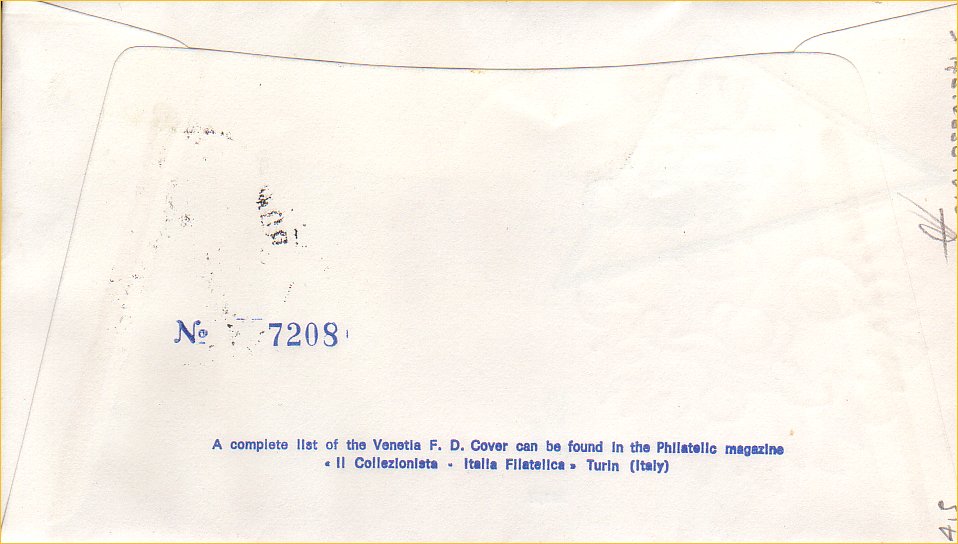 № 7208
A complete list of the Venetia F. D. Cover can be found in the Philatelic magazine
« Il Collezionista - Italia Filatelica » Turin (Italy)